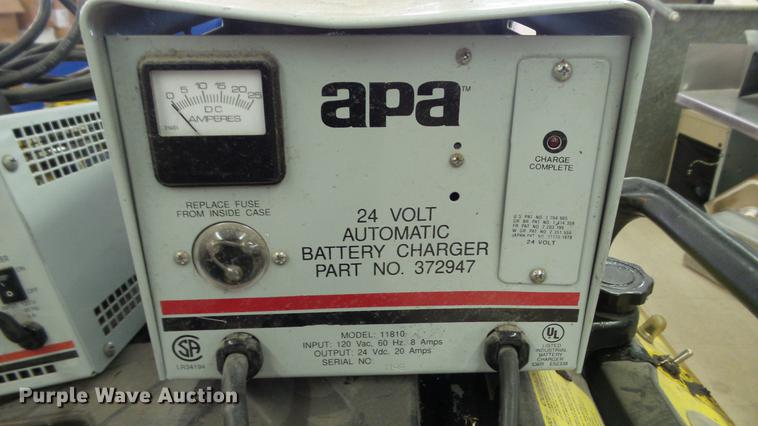 0 5 10 15 20 25
DC
AMPERES
apa™
CHARGE
COMPLETE
REPLACE FUSE
FROM INSIDE CASE
24 VOLT
AUTOMATIC
BATTERY CHARGER
PART NO. 372947
24 VOLT
MODEL: 11810
INPUT: 120 Vac, 60 Hz. 8 Amps
OUTPUT: 24 Vdc. 20 Amps
SERIAL NO:
LR34194
UL
LISTED
INDUSTRIAL
BATTERY
CHARGER
Purple Wave Auction